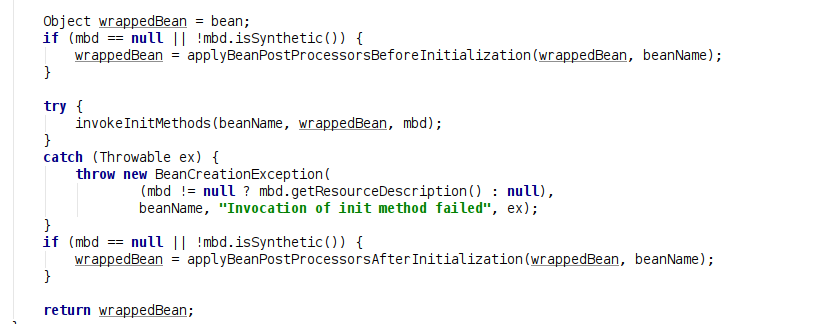 Object wrappedBean = bean;
if (mbd == null || !mbd.isSynthetic()) {
    wrappedBean = applyBeanPostProcessorsBeforeInitialization(wrappedBean, beanName);
}

try {
    invokeInitMethods(beanName, wrappedBean, mbd);
}
catch (Throwable ex) {
    throw new BeanCreationException(
            (mbd != null ? mbd.getResourceDescription() : null),
            beanName, "Invocation of init method failed", ex);
}
if (mbd == null || !mbd.isSynthetic()) {
    wrappedBean = applyBeanPostProcessorsAfterInitialization(wrappedBean, beanName);
}

return wrappedBean;